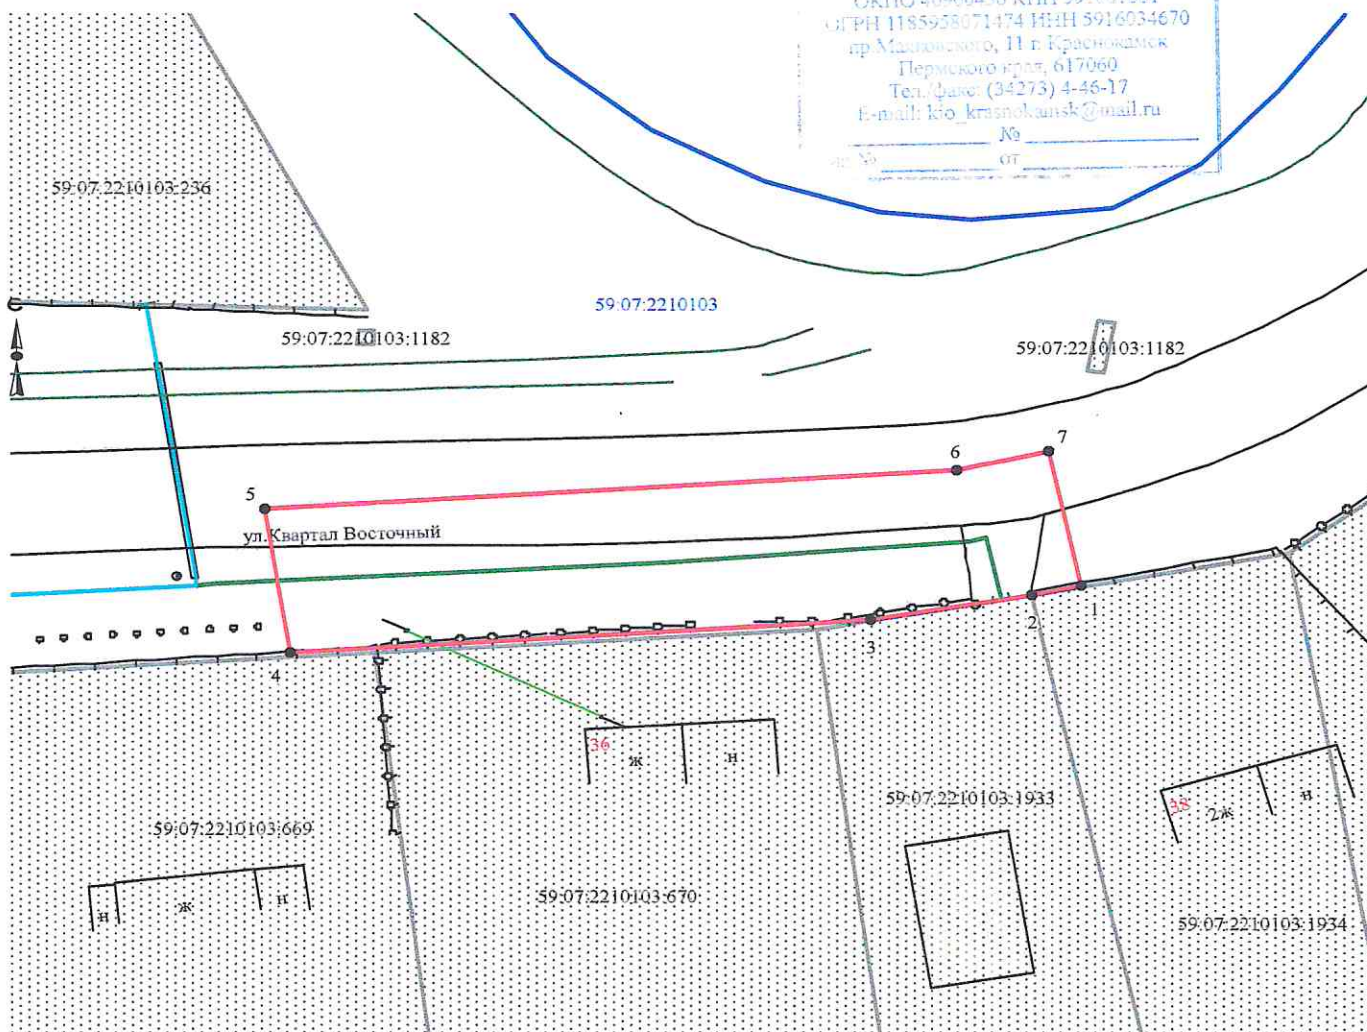 ОГРН 1185958071474 ИНН 5916034670
пр.Маяковского, 11 г. Краснокамск
Пермского края, 617060
Тел./факс: (34273) 4-46-17
E-mail: kio_krasnokamsk@mail.ru
№
№ от
59:07:2210103:236
59:07:2210103
59:07:2210103:1182
59:07:2210103:1182
С
7
6
5
ул.Квартал Восточный
1
2
3
4
36
ж
н
59:07:2210103:1933
38
2ж
н
59:07:2210103:669
59:07:2210103:670
н
ж
н
59:07:2210103:1934